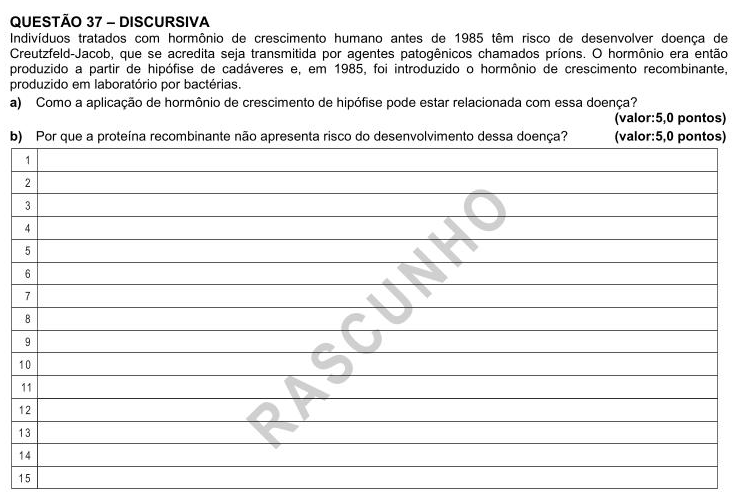 QUESTÃO 37 – DISCURSIVA
Indivíduos tratados com hormônio de crescimento humano antes de 1985 têm risco de desenvolver doença de
Creutzfeld-Jacob, que se acredita seja transmitida por agentes patogênicos chamados príons. O hormônio era então
produzido a partir de hipófise de cadáveres e, em 1985, foi introduzido o hormônio de crescimento recombinante,
produzido em laboratório por bactérias.
a) Como a aplicação de hormônio de crescimento de hipófise pode estar relacionada com essa doença?
(valor:5,0 pontos)
b) Por que a proteína recombinante não apresenta risco do desenvolvimento dessa doença? (valor:5,0 pontos)
1
2
3
4
5
6
7
8
9
10
11
12
13
14
15
RASCUNHO